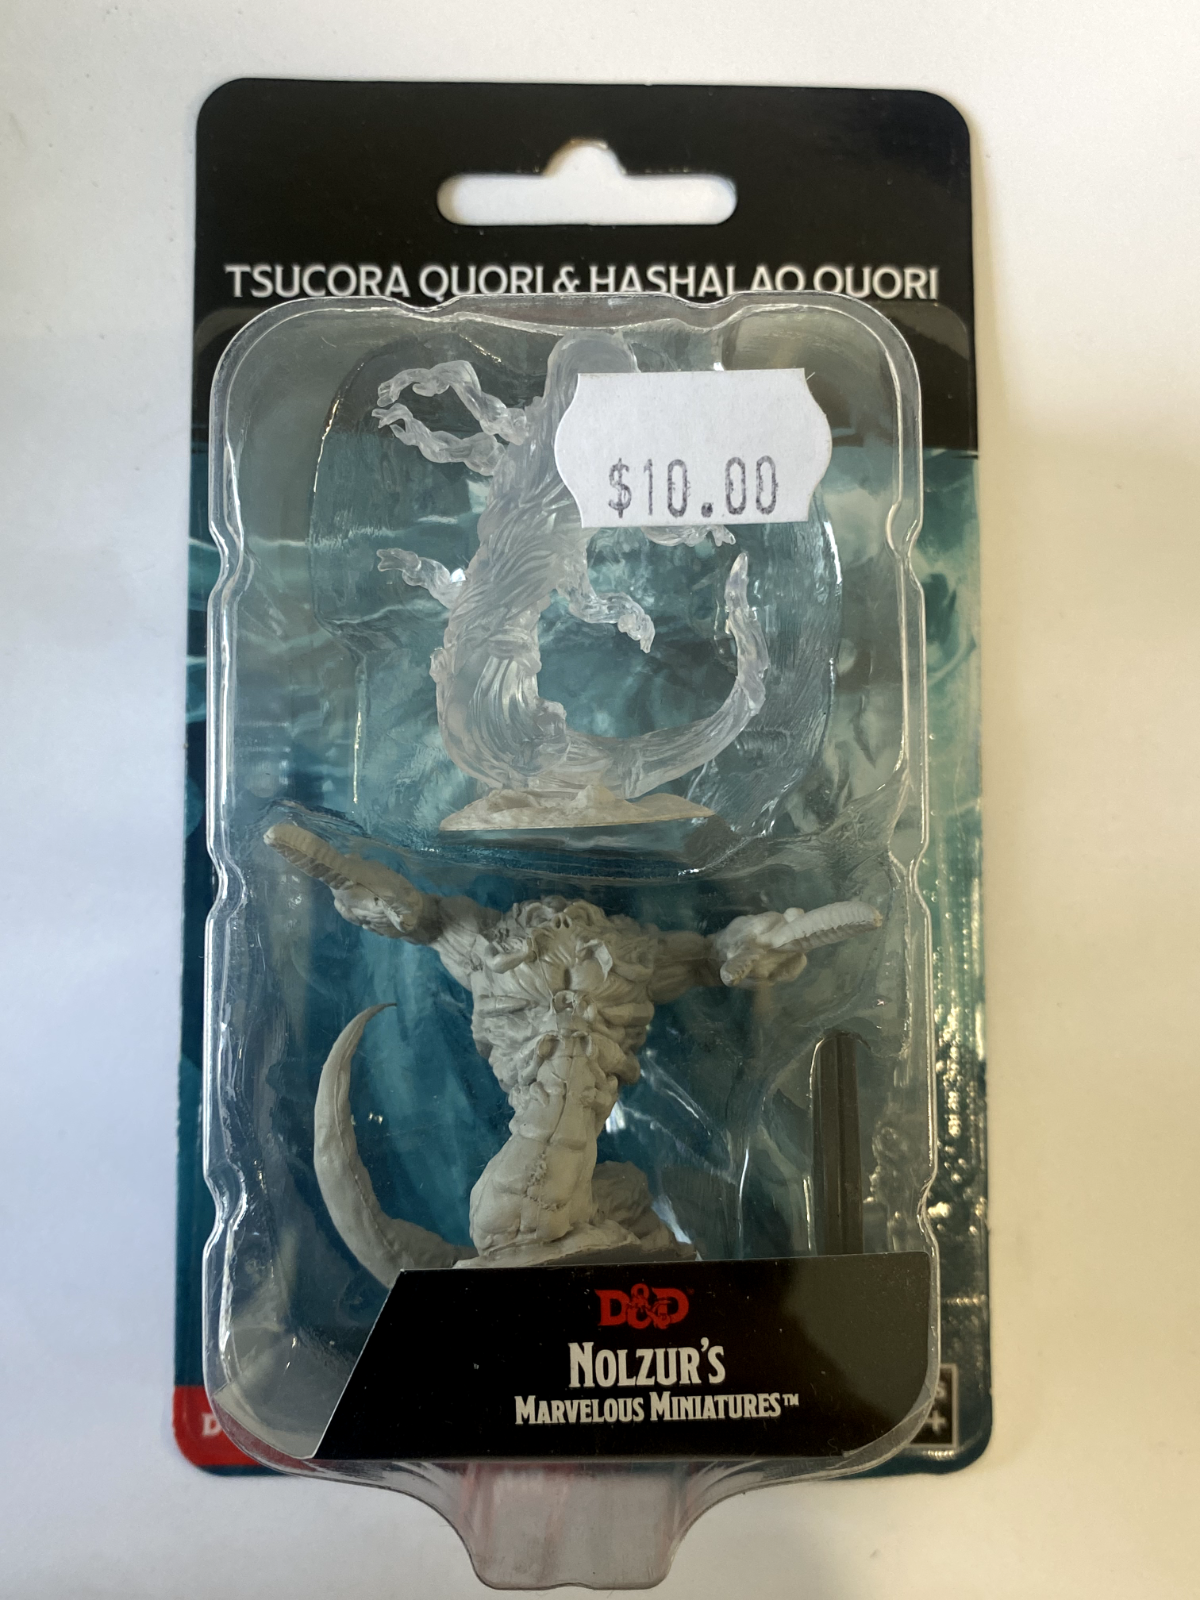 TSUCORA QUORI & HASHALAQ QUORI
$10.00
D&D
NOLZUR'S
MARVELOUS MINIATURES™
D